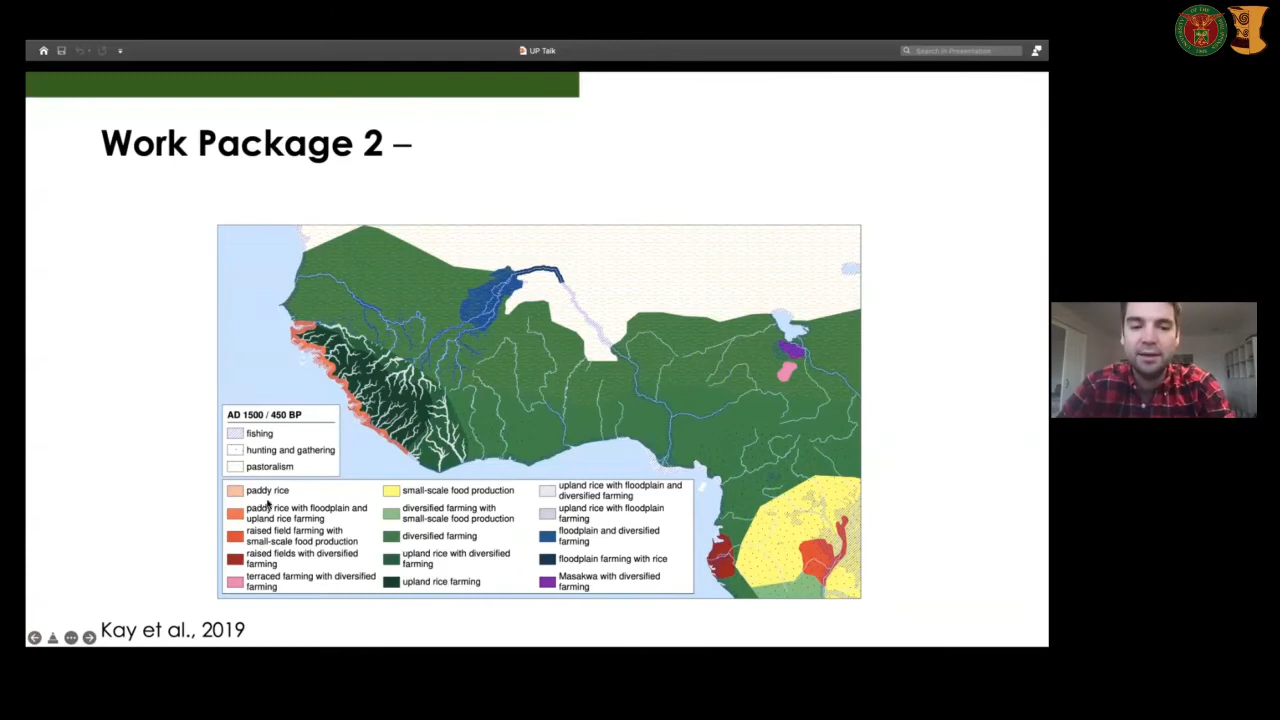 UP Talk
Search in Presentation
Work Package 2 –
AD 1500 / 450 BP
fishing
hunting and gathering
pastoralism
paddy rice
paddy rice with floodplain and
upland rice farming
raised field farming with
small-scale food production
raised fields with diversified
farming
terraced farming with diversified
farming
small-scale food production
diversified farming with
small-scale food production
diversified farming
upland rice with diversified
farming
upland rice farming
upland rice with floodplain and
diversified farming
upland rice with floodplain
farming
floodplain and diversified
farming
floodplain farming with rice
Masakwa with diversified
farming
Kay et al., 2019